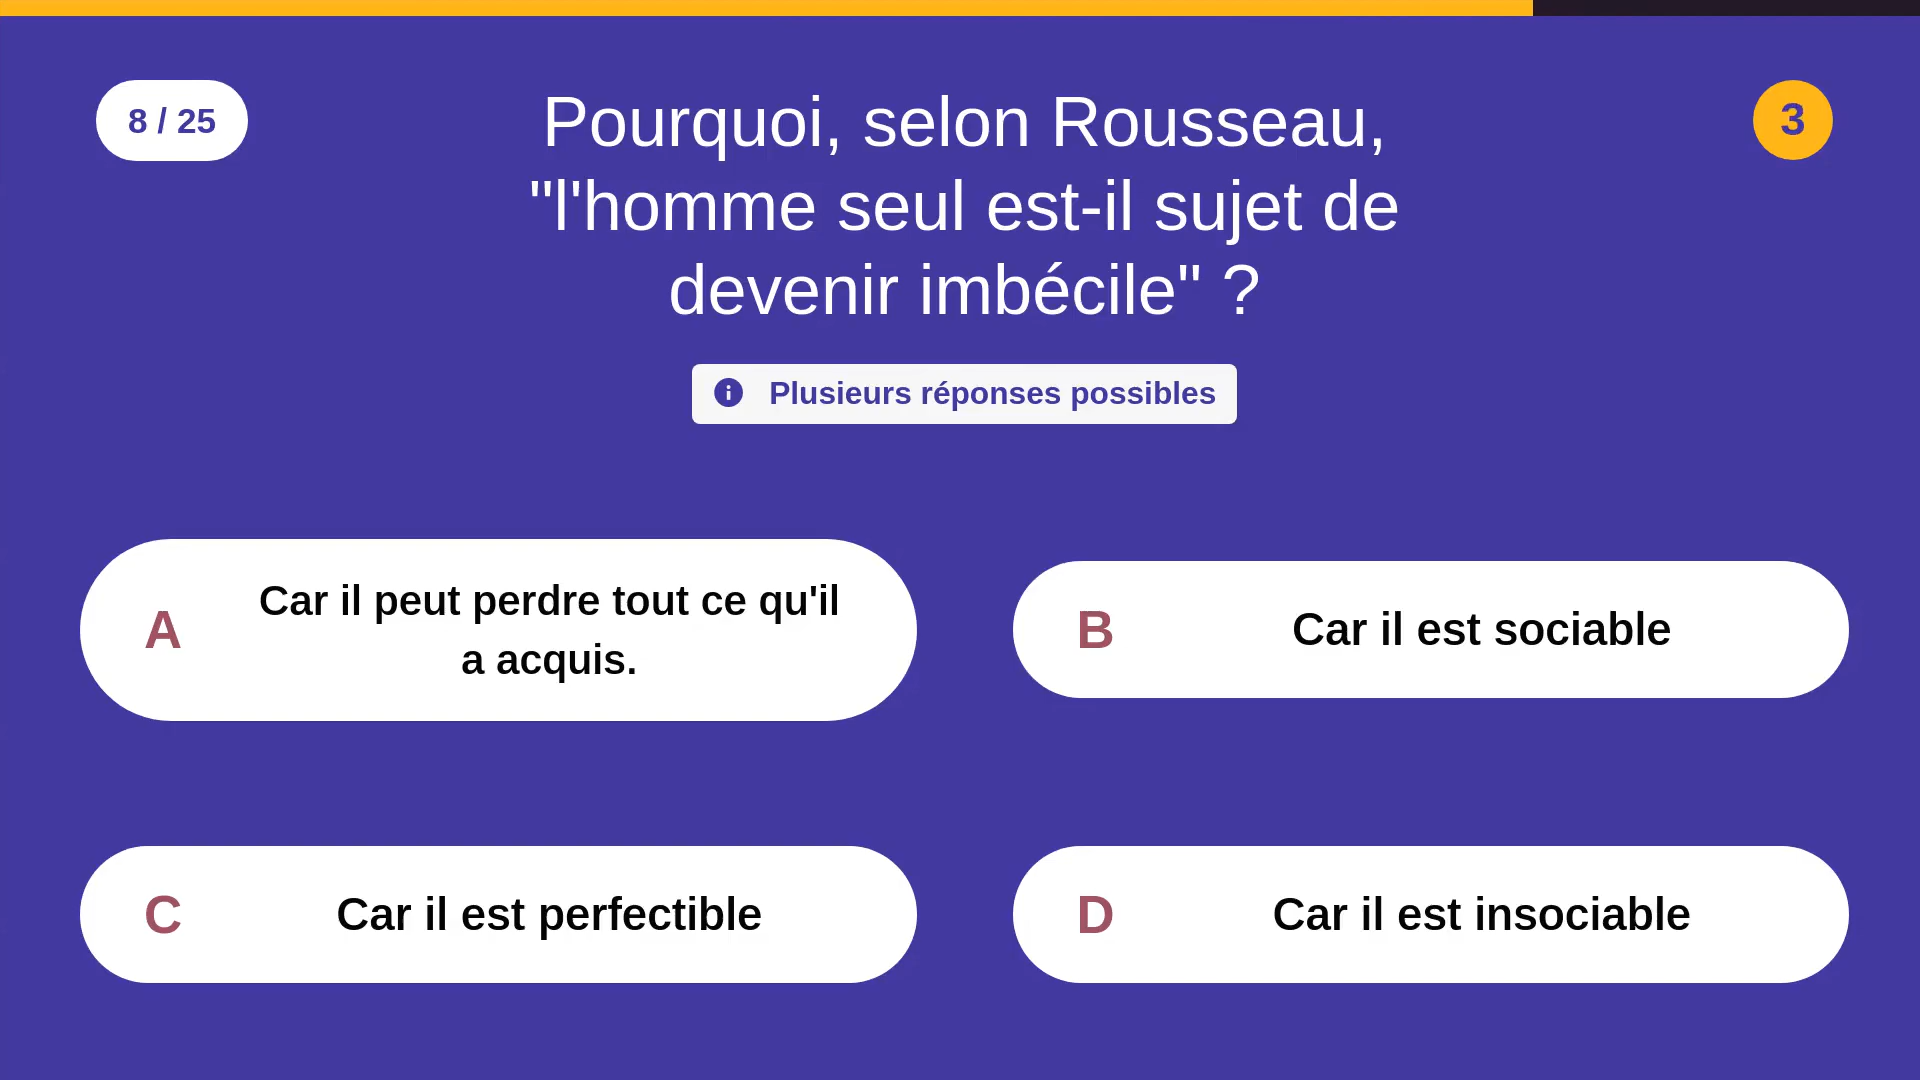 8 / 25
Pourquoi, selon Rousseau,
"l'homme seul est-il sujet de
devenir imbécile" ?
3
Plusieurs réponses possibles
A
Car il peut perdre tout ce qu'il
a acquis.
B
Car il est sociable
C
Car il est perfectible
D
Car il est insociable